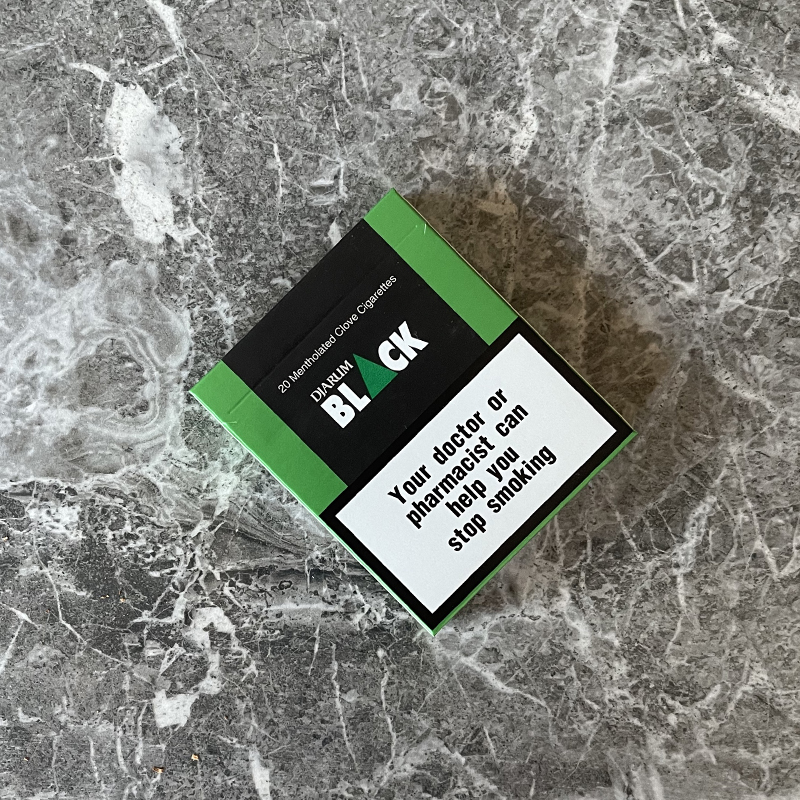 20 Mentholated Clove Cigarettes
DJARUM
BLACK
Your doctor or
pharmacist can
help you
stop smoking